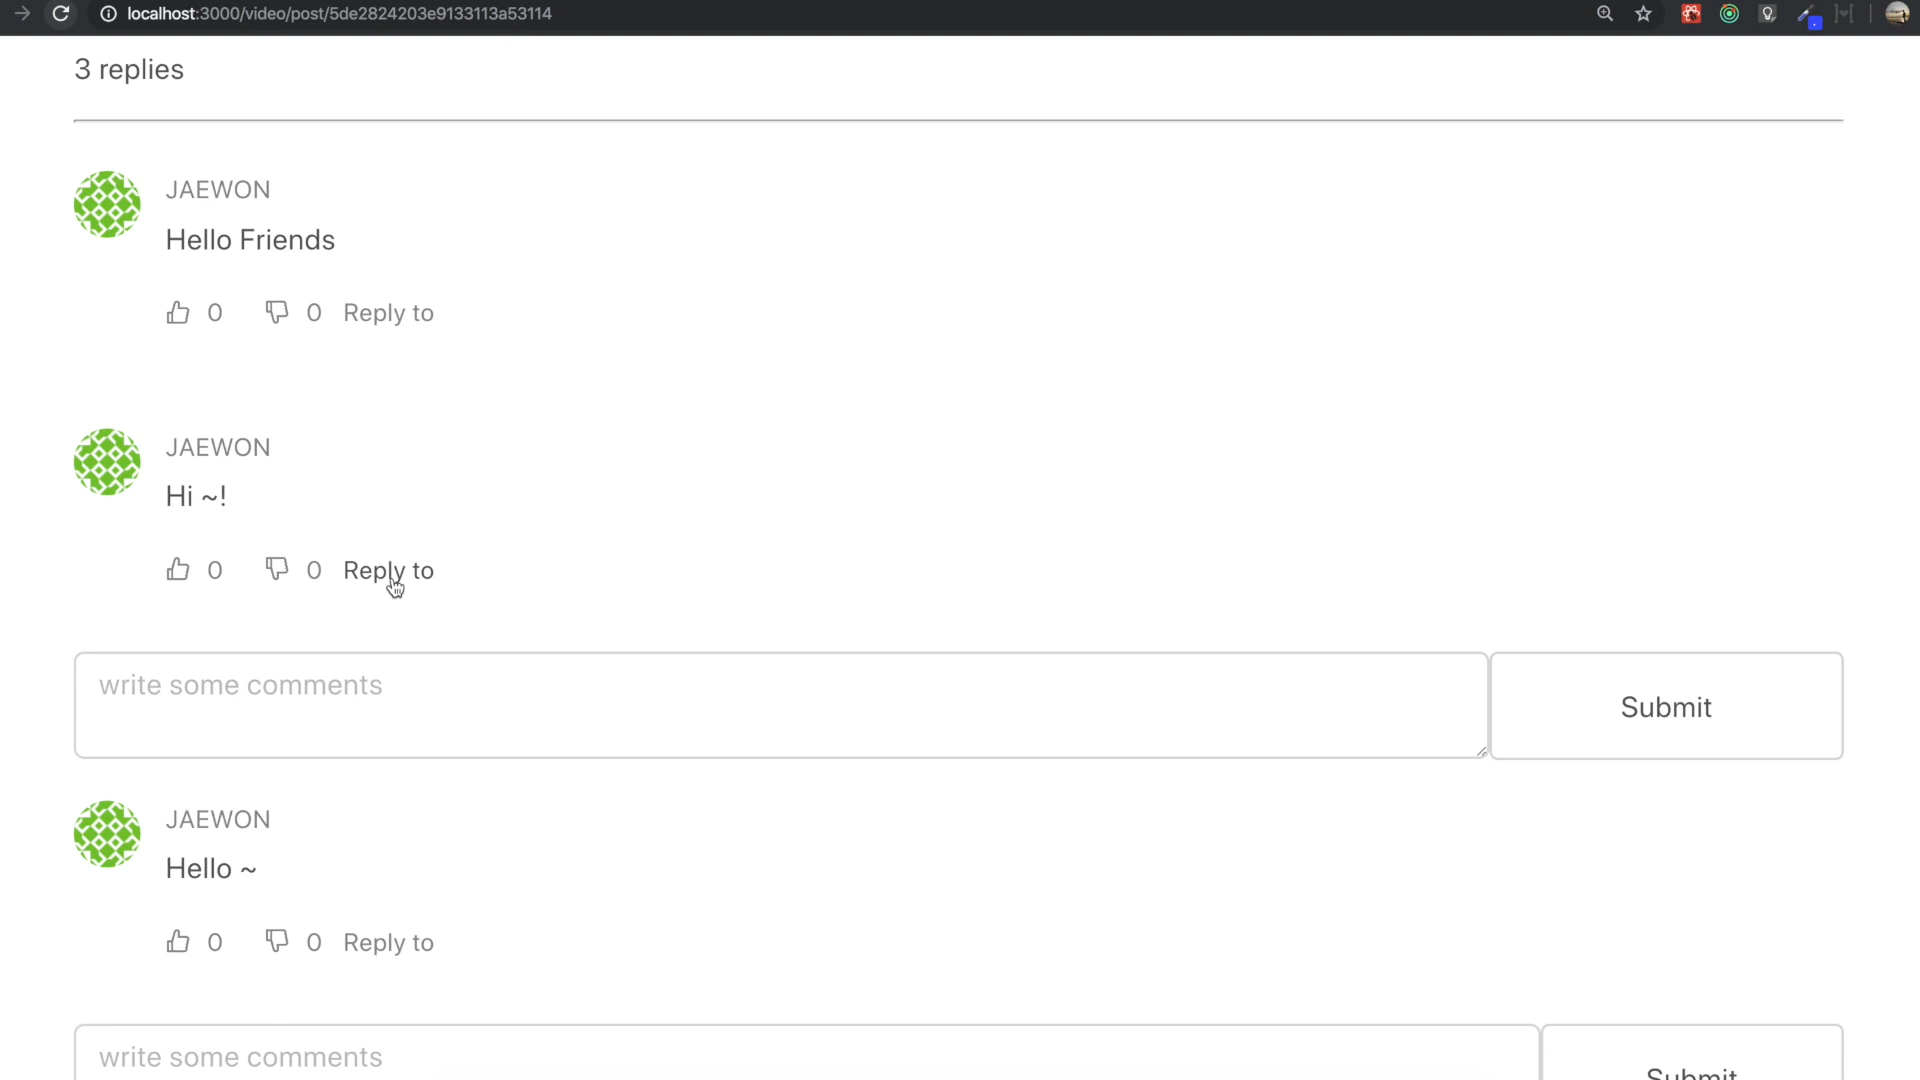 localhost:3000/video/post/5de2824203e9133113a53114
3 replies
JAEWON
Hello Friends
0 0 Reply to
JAEWON
Hi ~!
0 0 Reply to
write some comments
Submit
JAEWON
Hello ~
0 0 Reply to
write some comments
Submit